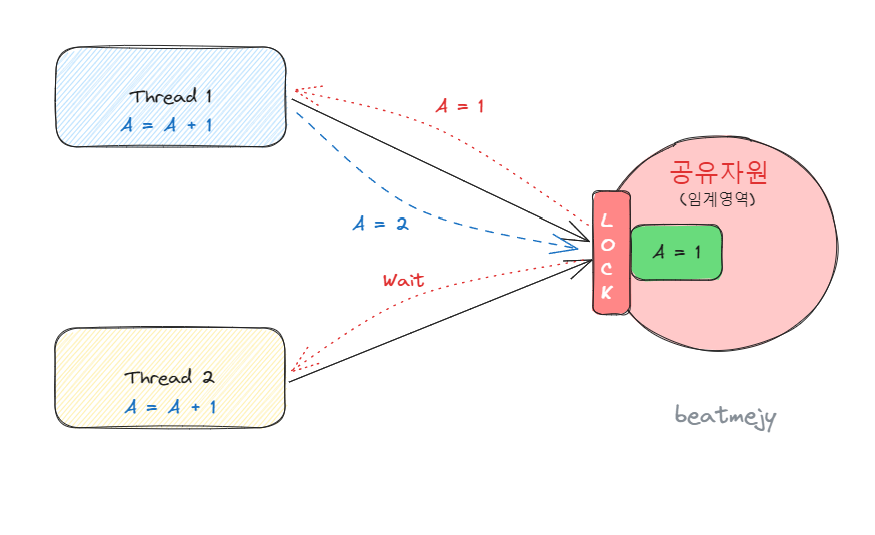 Thread 1
A = A + 1
A = 1
공유자원
(임계영역)
LOCK
A = 1
A = 2
Wait
Thread 2
A = A + 1
beatmejy